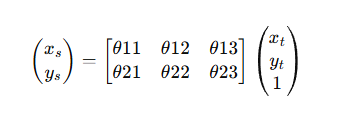 (x_s y_s) = [θ11 θ12 θ13 θ21 θ22 θ23] (x_t y_t 1)